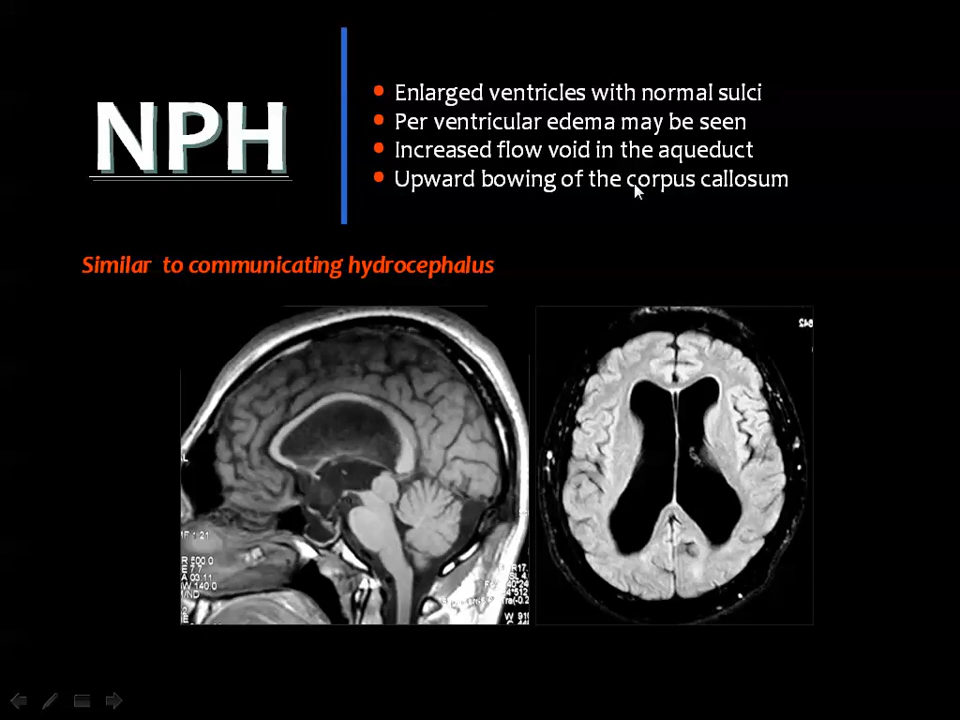 NPH
Enlarged ventricles with normal sulci
Per ventricular edema may be seen
Increased flow void in the aqueduct
Upward bowing of the corpus callosum
Similar to communicating hydrocephalus